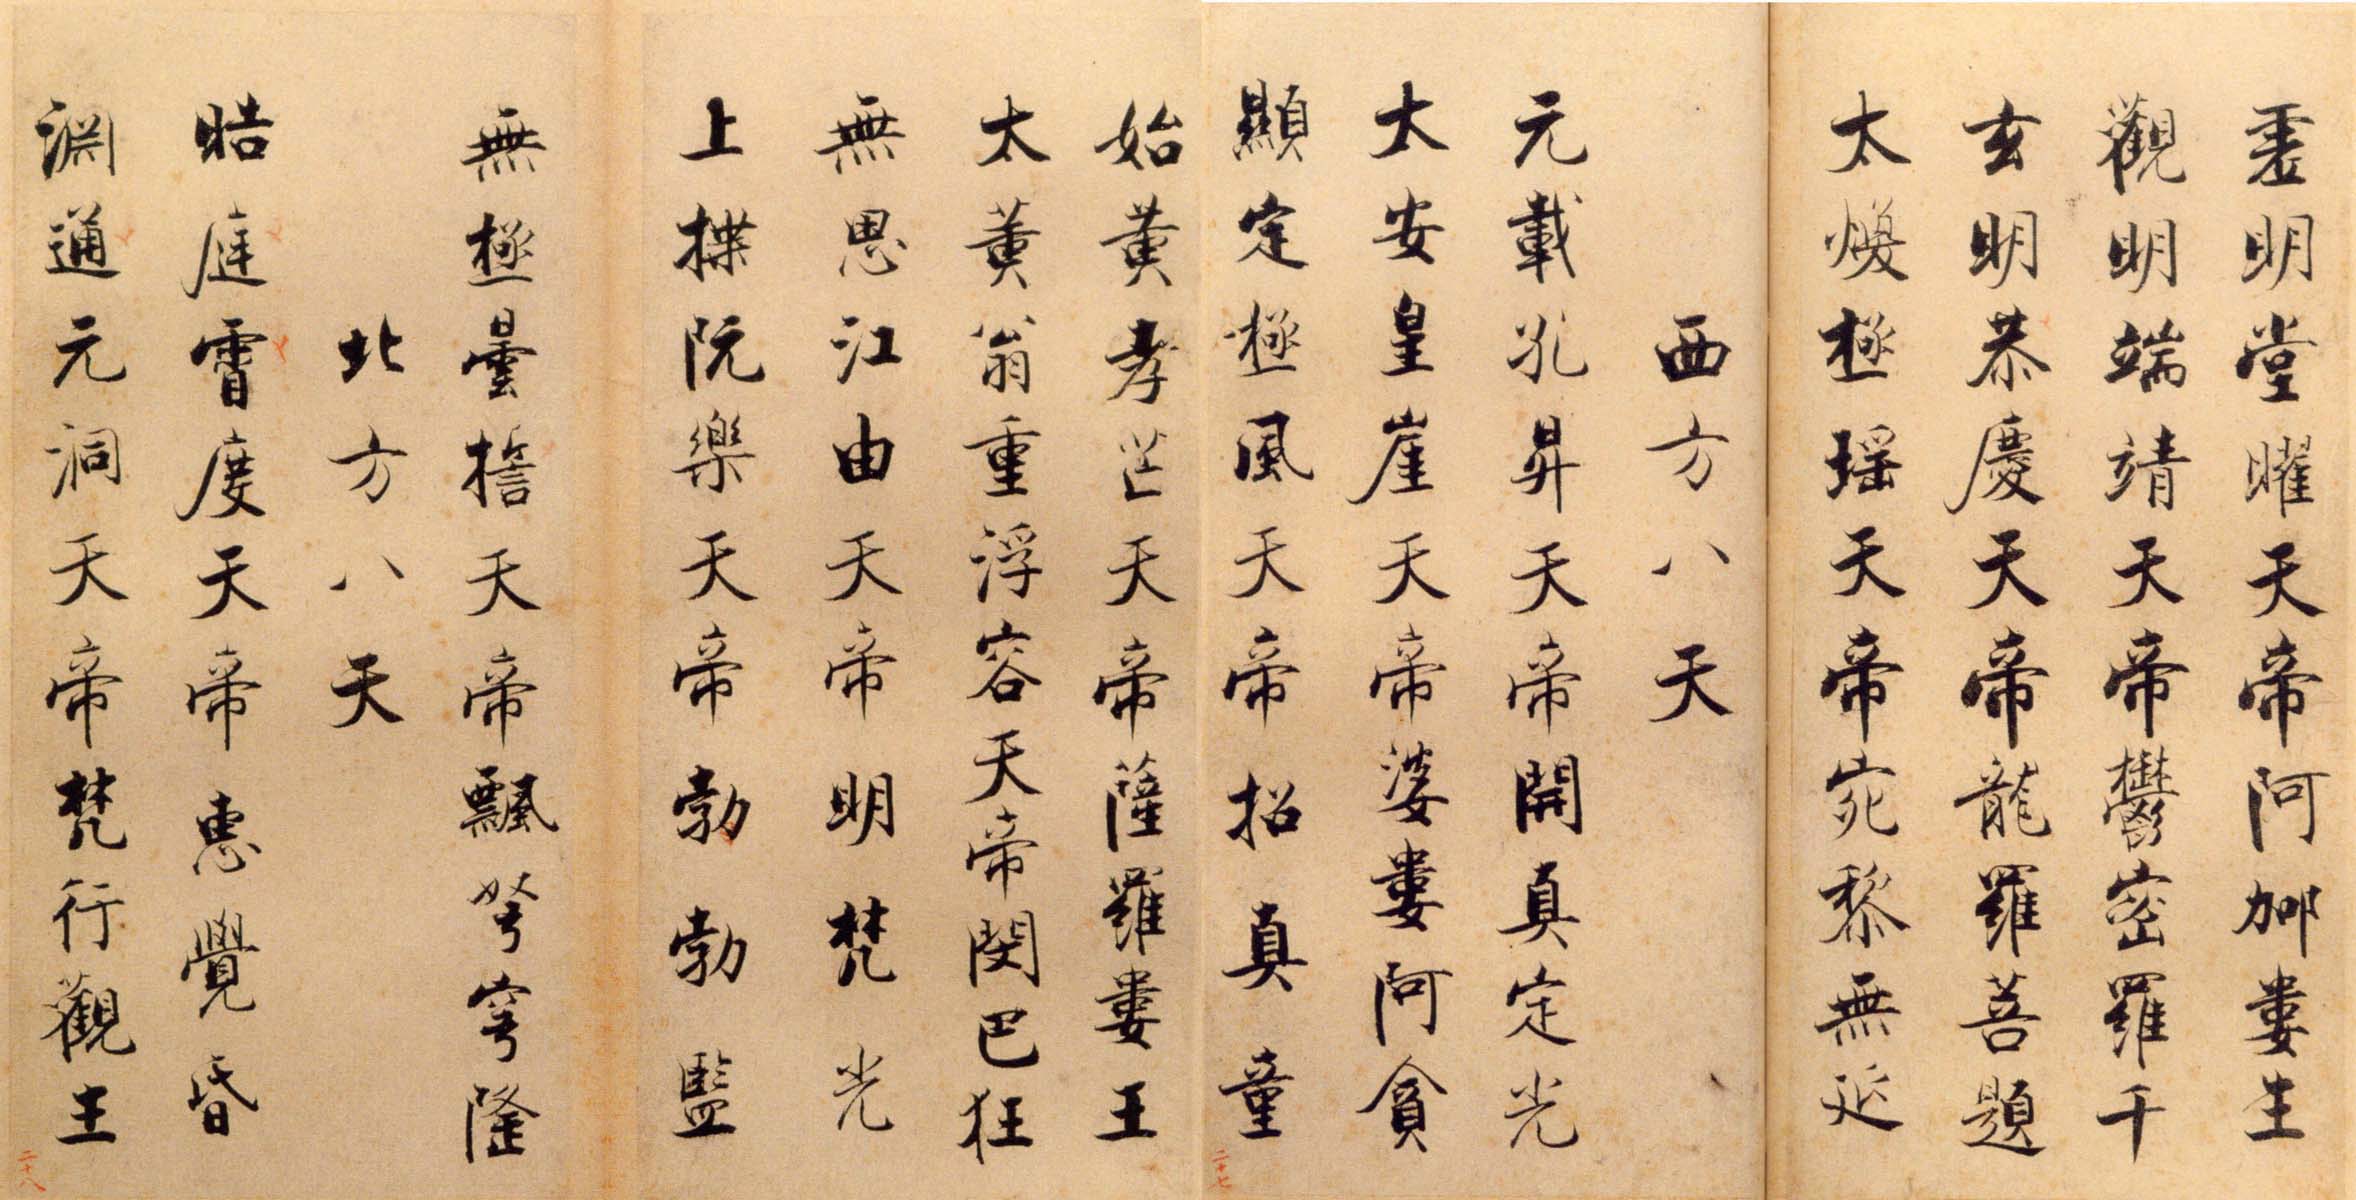 虛明堂曜天帝阿䣀婁生
觀明端靖天帝鬱密羅千
玄明恭慶天帝龍羅菩題
太煥極瑤天帝宛黎無延
西方八天
元載孔昇天帝開真定光
太安皇崖天帝婆婁阿貪
顯定極風天帝招真童
始黃孝芒天帝薩羅婁王
太黃翁重浮容天帝閔巴狂
無思江由天帝明梵光
上揲阮樂天帝勃勃監
無極曇誓天帝飄弩穹隆
北方八天
皓庭霄度天帝惠覺昏
淵通元洞天帝梵行觀生
二十七
二十八